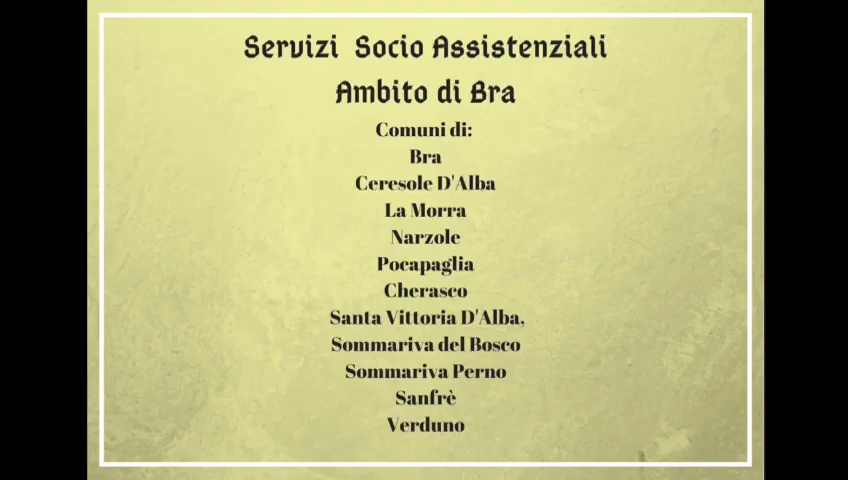 Servizi Socio Assistenziali
Ambito di Bra
Comuni di:
Bra
Ceresole D'Alba
La Morra
Narzole
Pocapaglia
Cherasco
Santa Vittoria D'Alba,
Sommariva del Bosco
Sommariva Perno
Sanfrè
Verduno